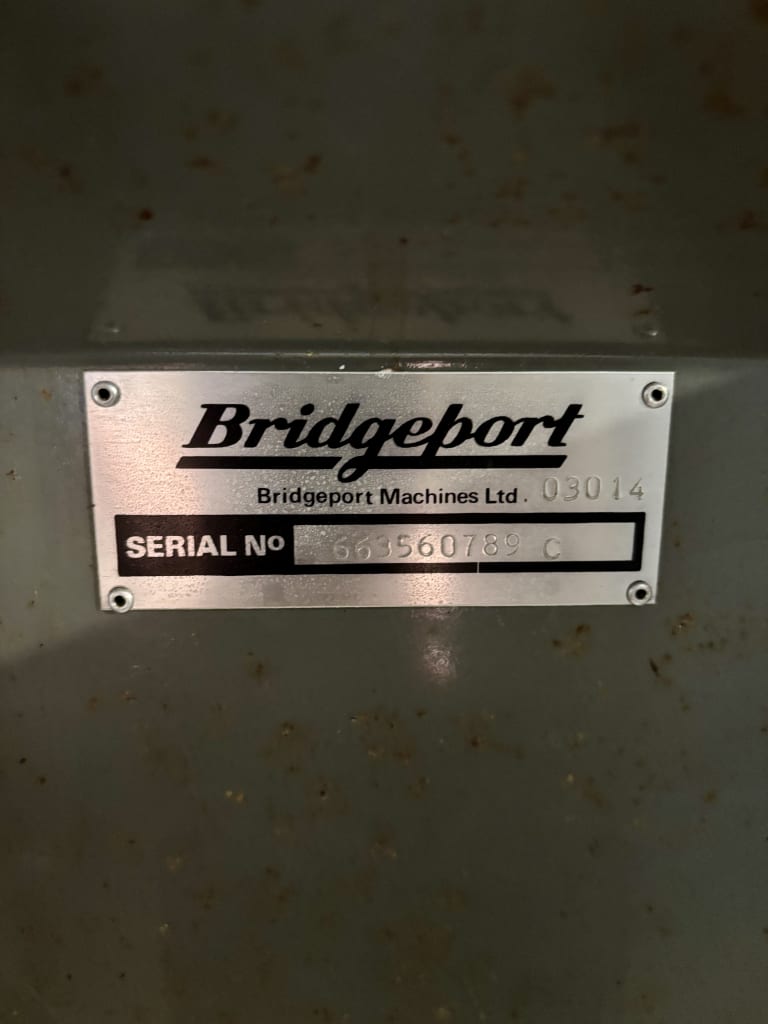 Bridgeport
Bridgeport Machines Ltd. 03014
SERIAL No 663560789 C